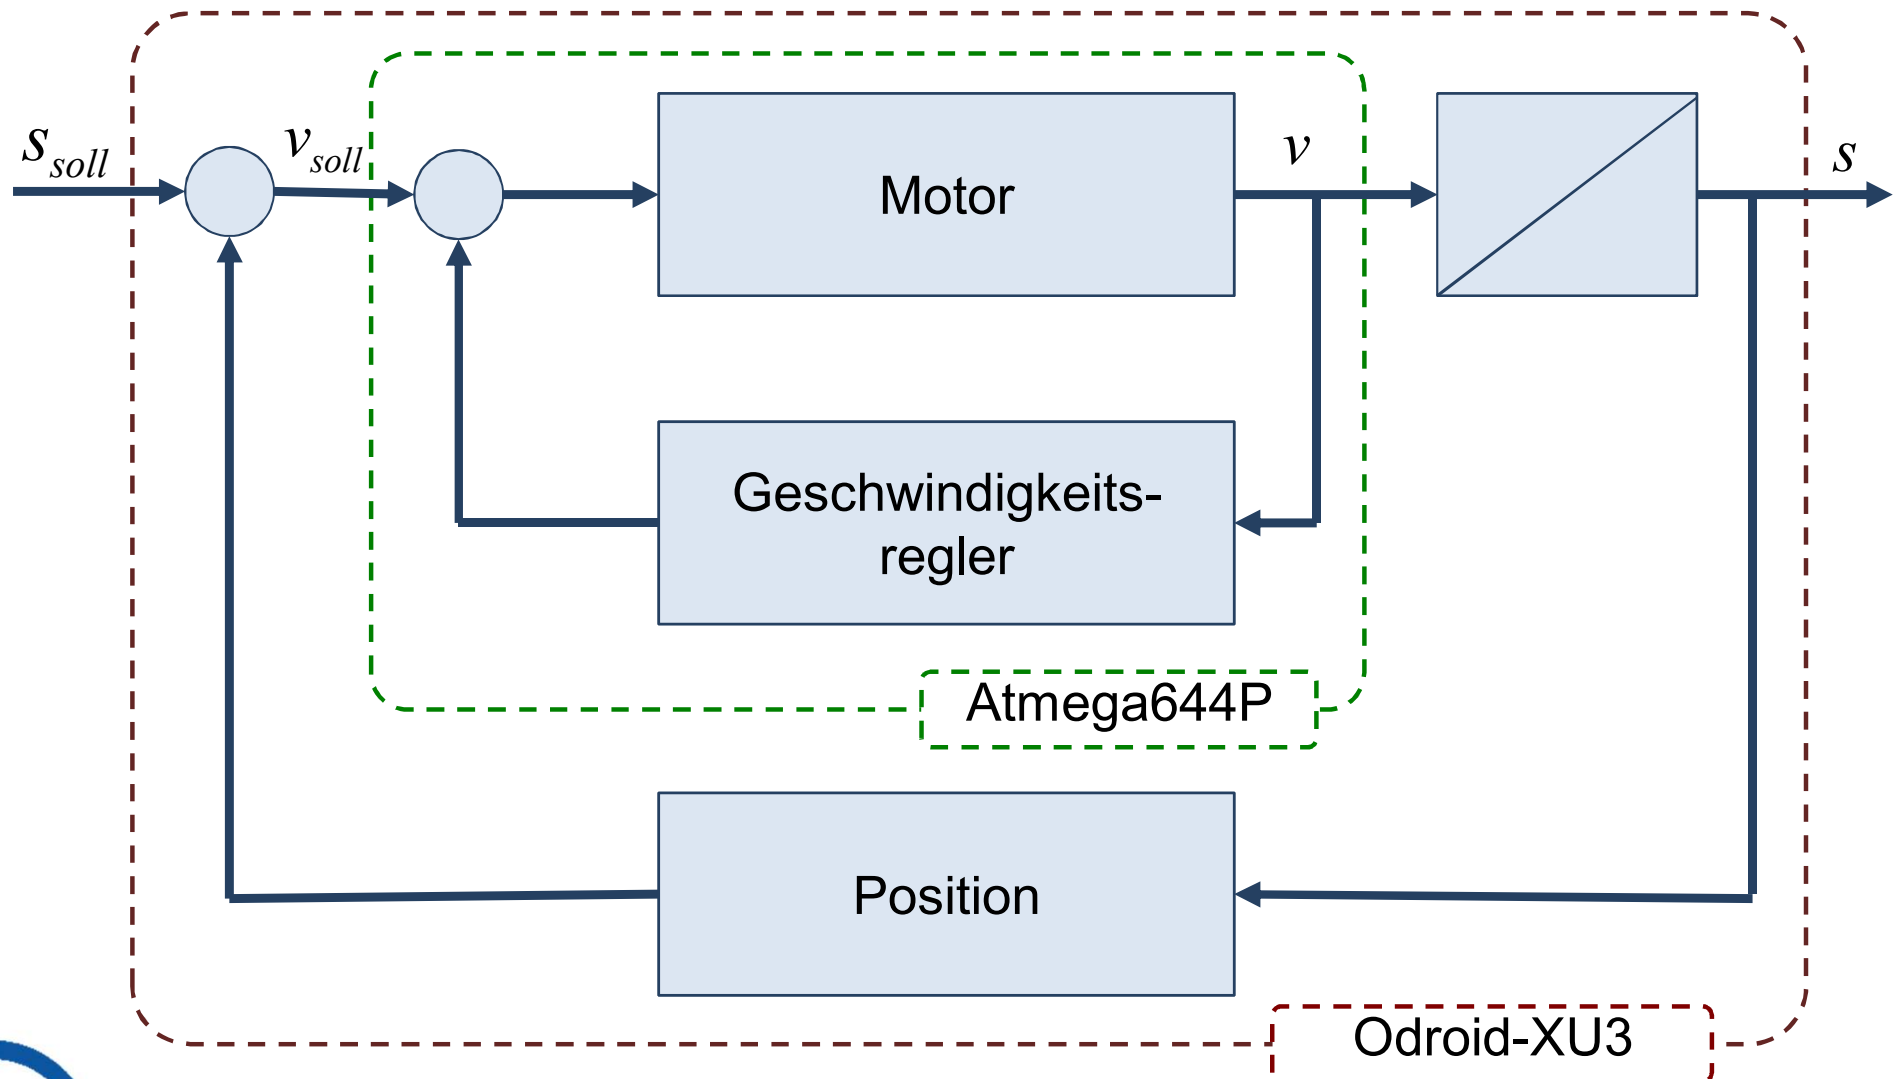 s_soll
v_soll
Motor
v
s
Geschwindigkeits-
regler
Atmega644P
Position
Odroid-XU3